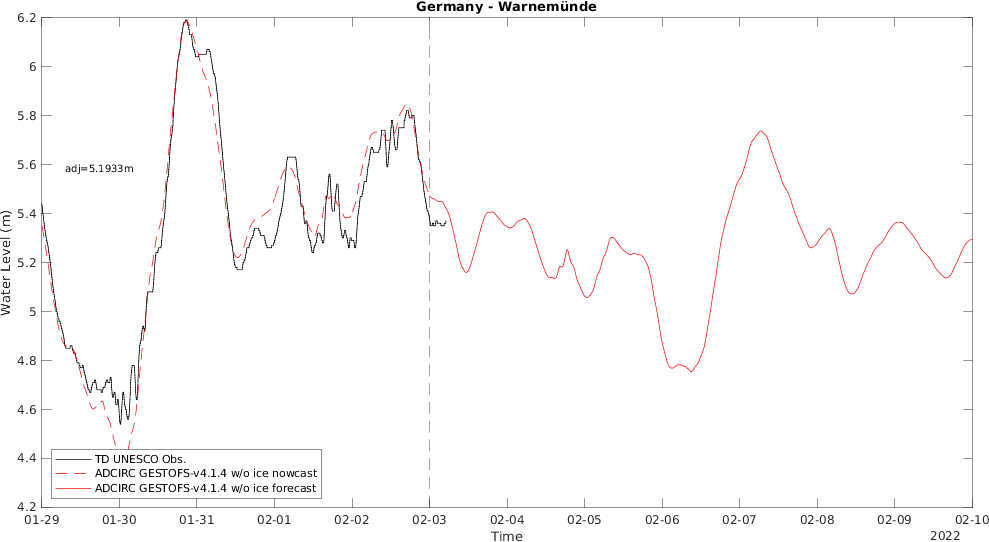 Germany - Warnemünde
6.2
6
5.8
5.6
5.4
5.2
5
4.8
4.6
4.4
4.2
Water Level (m)
adj=5.1933m
TD UNESCO Obs.
ADCIRC GESTOFS-v4.1.4 w/o ice nowcast
ADCIRC GESTOFS-v4.1.4 w/o ice forecast
01-29 01-30 01-31 02-01 02-02 02-03 02-04 02-05 02-06 02-07 02-08 02-09 02-10
Time
2022